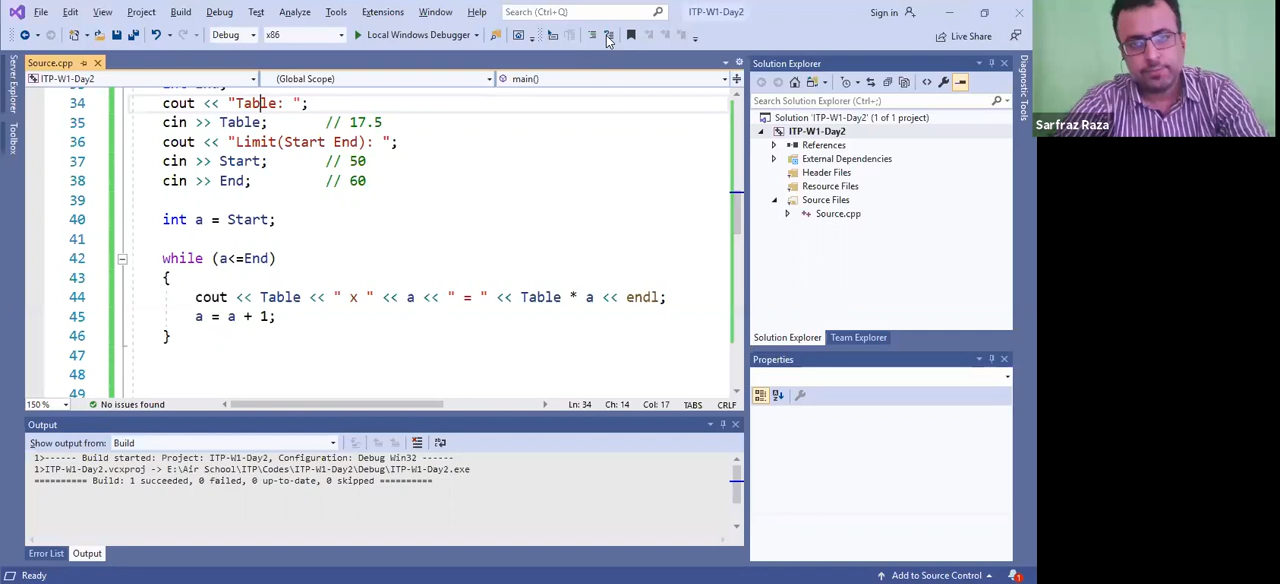 File Edit View Project Build Debug Test Analyze Tools Extensions Window Help Search (Ctrl+Q) ITP-W1-Day2 Sign in
Debug x86 Local Windows Debugger Live Share
Server Explorer
Toolbox
Source.cpp
ITP-W1-Day2 (Global Scope) main()
34 cout << "Table: ";
35 cin >> Table; // 17.5
36 cout << "Limit(Start End): ";
37 cin >> Start; // 50
38 cin >> End; // 60
39
40 int a = Start;
41
42 while (a<=End)
43 {
44 cout << Table << " x " << a << " = " << Table * a << endl;
45 a = a + 1;
46 }
47
48
49
150 % No issues found Ln: 34 Ch: 14 Col: 17 TABS CRLF
Output
Show output from: Build
1>------ Build started: Project: ITP-W1-Day2, Configuration: Debug Win32 ------
1>ITP-W1-Day2.vcxproj -> E:\Air School\ITP\Codes\ITP-W1-Day2\Debug\ITP-W1-Day2.exe
========== Build: 1 succeeded, 0 failed, 0 up-to-date, 0 skipped ==========
Error List Output
Ready Add to Source Control 1
Solution Explorer
Search Solution Explorer (Ctrl+;)
Solution 'ITP-W1-Day2' (1 of 1 project)
ITP-W1-Day2
References
External Dependencies
Header Files
Resource Files
Source Files
Source.cpp
Solution Explorer Team Explorer
Properties
Diagnostic Tools
Sarfraz Raza